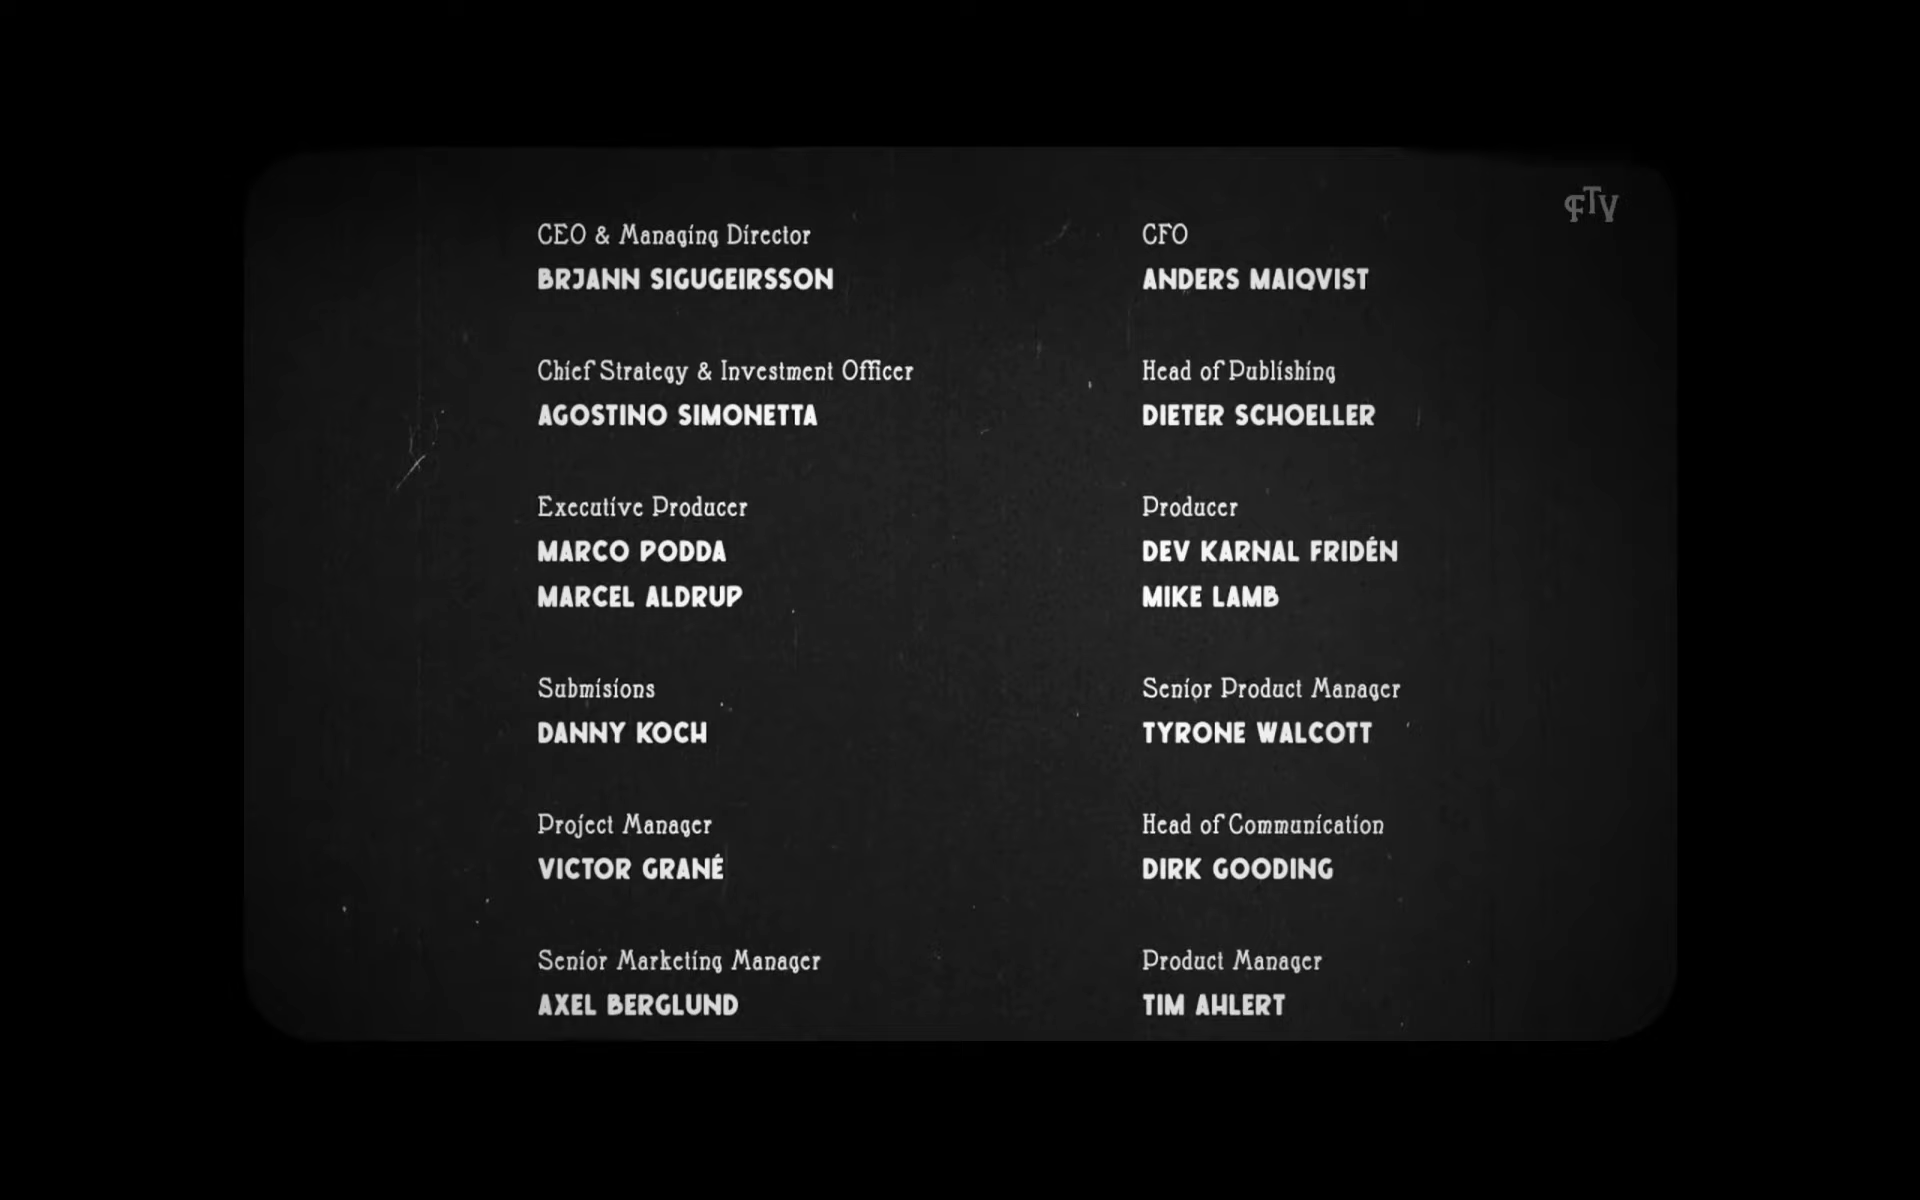 FTV
CEO & Managing Director
BRJANN SIGUGEIRSSON
CFO
ANDERS MAIQVIST
Chief Strategy & Investment Officer
AGOSTINO SIMONETTA
Head of Publishing
DIETER SCHOELLER
Executive Producer
MARCO PODDA
MARCEL ALDRUP
Producer
DEV KARNAL FRIDÉN
MIKE LAMB
Submisions
DANNY KOCH
Senior Product Manager
TYRONE WALCOTT
Project Manager
VICTOR GRANÉ
Head of Communication
DIRK GOODING
Senior Marketing Manager
AXEL BERGLUND
Product Manager
TIM AHLERT